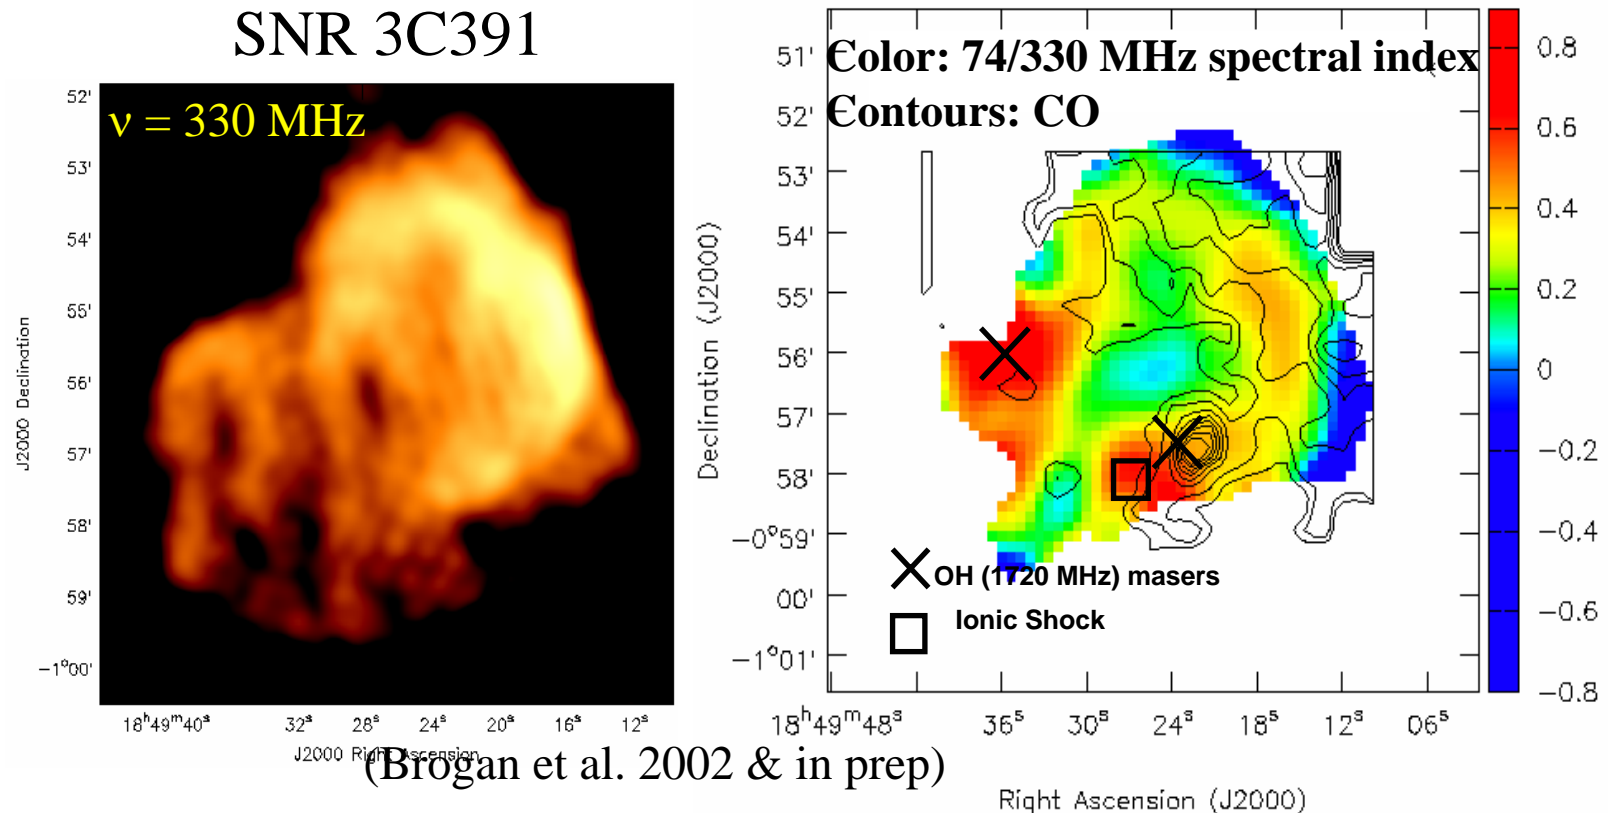 SNR 3C391
ν = 330 MHz
52'
53'
54'
55'
56'
57'
58'
59'
−1°00'
J2000 Declination
18ʰ49ᵐ40ˢ
32ˢ
28ˢ
24ˢ
20ˢ
16ˢ
12ˢ
J2000 Right Ascension
(Brogan et al. 2002 & in prep)
Color: 74/330 MHz spectral index
Contours: CO
51'
52'
53'
54'
55'
56'
57'
58'
−0°59'
00'
−1°01'
Declination (J2000)
OH (1720 MHz) masers
Ionic Shock
18ʰ49ᵐ48ˢ
36ˢ
30ˢ
24ˢ
18ˢ
12ˢ
06ˢ
Right Ascension (J2000)
0.8
0.6
0.4
0.2
0
−0.2
−0.4
−0.6
−0.8